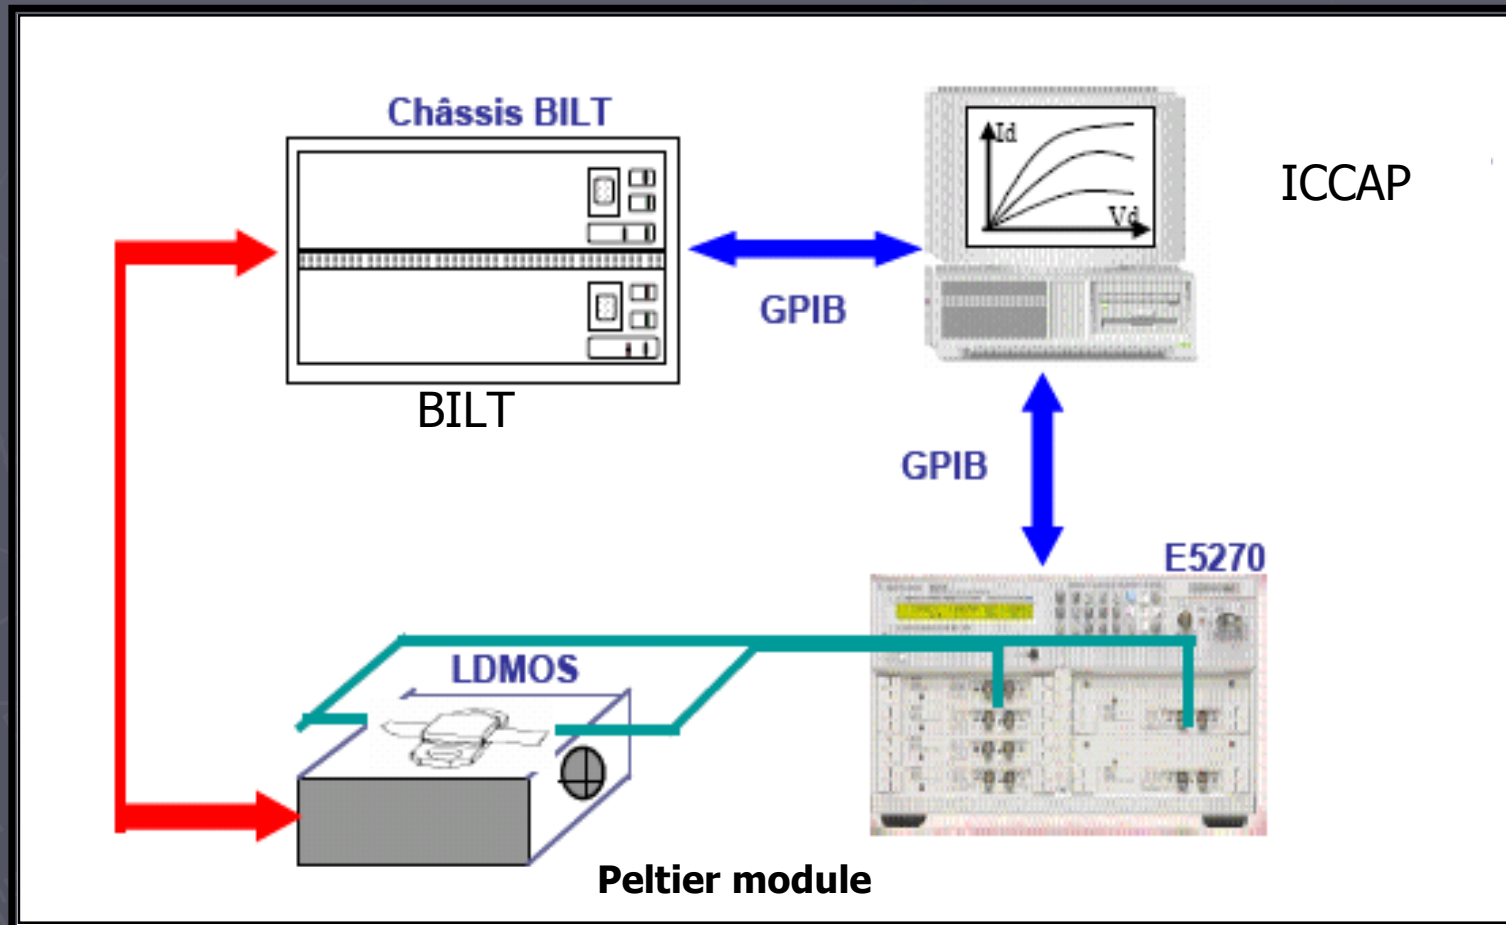 Châssis BILT
Id
Vd
ICCAP
GPIB
BILT
GPIB
E5270
LDMOS
Peltier module